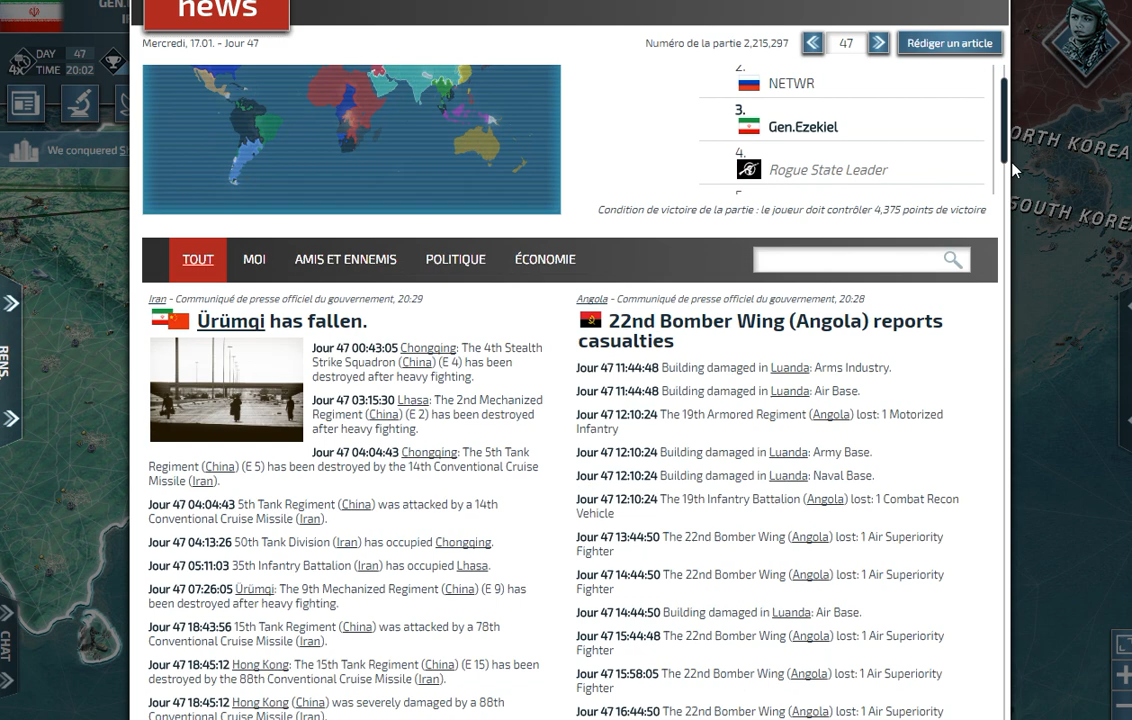 news
GEN.
DAY 47
4X TIME 20:02
We conquered S
Mercredi, 17.01. - Jour 47
Numéro de la partie 2,215,297
47
Rédiger un article
2.
NETWR
3.
Gen.Ezekiel
4.
Rogue State Leader
Condition de victoire de la partie : le joueur doit contrôler 4,375 points de victoire
ORTH KOREA
SOUTH KOREA
TOUT MOI AMIS ET ENNEMIS POLITIQUE ÉCONOMIE
Iran - Communiqué de presse officiel du gouvernement, 20:29
Ürümqi has fallen.
Jour 47 00:43:05 Chongqing: The 4th Stealth
Strike Squadron (China) (E 4) has been
destroyed after heavy fighting.
Jour 47 03:15:30 Lhasa: The 2nd Mechanized
Regiment (China) (E 2) has been destroyed
after heavy fighting.
Jour 47 04:04:43 Chongqing: The 5th Tank
Regiment (China) (E 5) has been destroyed by the 14th Conventional Cruise
Missile (Iran).
Jour 47 04:04:43 5th Tank Regiment (China) was attacked by a 14th
Conventional Cruise Missile (Iran).
Jour 47 04:13:26 50th Tank Division (Iran) has occupied Chongqing.
Jour 47 05:11:03 35th Infantry Battalion (Iran) has occupied Lhasa.
Jour 47 07:26:05 Ürümqi: The 9th Mechanized Regiment (China) (E 9) has
been destroyed after heavy fighting.
Jour 47 18:43:56 15th Tank Regiment (China) was attacked by a 78th
Conventional Cruise Missile (Iran).
Jour 47 18:45:12 Hong Kong: The 15th Tank Regiment (China) (E 15) has been
destroyed by the 88th Conventional Cruise Missile (Iran).
Jour 47 18:45:12 Hong Kong (China) was severely damaged by a 88th
Conventional Cruise Missile (Iran).
Angola - Communiqué de presse officiel du gouvernement, 20:28
22nd Bomber Wing (Angola) reports
casualties
Jour 47 11:44:48 Building damaged in Luanda: Arms Industry.
Jour 47 11:44:48 Building damaged in Luanda: Air Base.
Jour 47 12:10:24 The 19th Armored Regiment (Angola) lost: 1 Motorized
Infantry
Jour 47 12:10:24 Building damaged in Luanda: Army Base.
Jour 47 12:10:24 Building damaged in Luanda: Naval Base.
Jour 47 12:10:24 The 19th Infantry Battalion (Angola) lost: 1 Combat Recon
Vehicle
Jour 47 13:44:50 The 22nd Bomber Wing (Angola) lost: 1 Air Superiority
Fighter
Jour 47 14:44:50 The 22nd Bomber Wing (Angola) lost: 1 Air Superiority
Fighter
Jour 47 14:44:50 Building damaged in Luanda: Air Base.
Jour 47 15:44:48 The 22nd Bomber Wing (Angola) lost: 1 Air Superiority
Fighter
Jour 47 15:58:05 The 22nd Bomber Wing (Angola) lost: 1 Air Superiority
Fighter
Jour 47 16:44:50 The 22nd Bomber Wing (Angola) lost: 1 Air Superiority
RENS.
CHAT